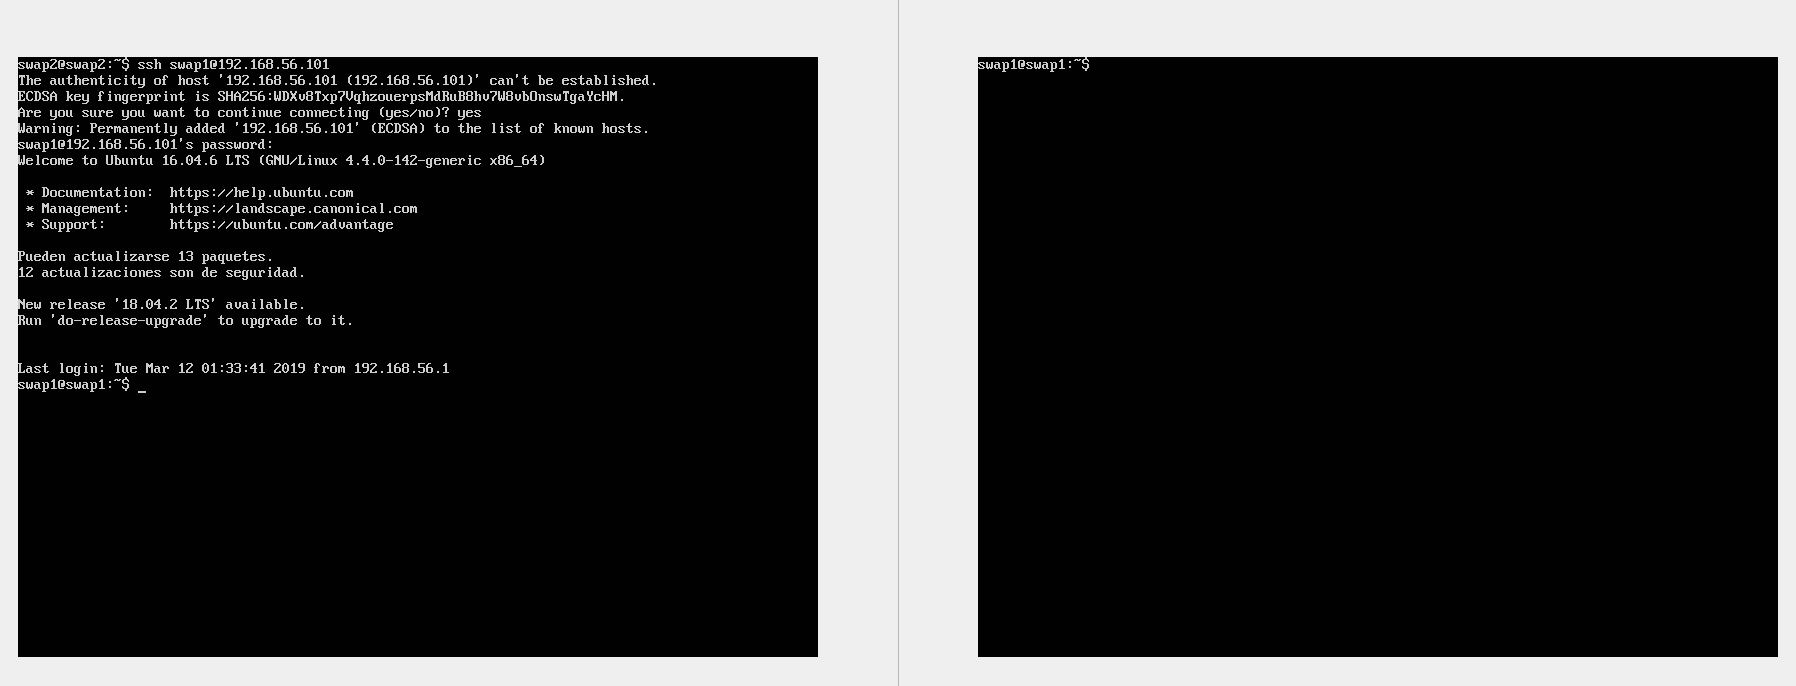 swap2@swap2:~$ ssh swap1@192.168.56.101
The authenticity of host '192.168.56.101 (192.168.56.101)' can't be established.
ECDSA key fingerprint is SHA256:WDXv8Txp7VqhzouerpsMdRuB8hv7W8vbOnswTgaYcHM.
Are you sure you want to continue connecting (yes/no)? yes
Warning: Permanently added '192.168.56.101' (ECDSA) to the list of known hosts.
swap1@192.168.56.101's password:
Welcome to Ubuntu 16.04.6 LTS (GNU/Linux 4.4.0-142-generic x86_64)
* Documentation:  https://help.ubuntu.com
* Management:     https://landscape.canonical.com
* Support:        https://ubuntu.com/advantage
Pueden actualizarse 13 paquetes.
12 actualizaciones son de seguridad.
New release '18.04.2 LTS' available.
Run 'do-release-upgrade' to upgrade to it.
Last login: Tue Mar 12 01:33:41 2019 from 192.168.56.1
swap1@swap1:~$ _
swap1@swap1:~$